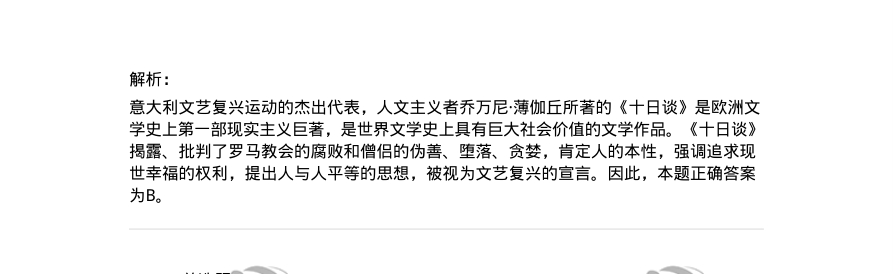 解析：
意大利文艺复兴运动的杰出代表，人文主义者乔万尼·薄伽丘所著的《十日谈》是欧洲文
学史上第一部现实主义巨著，是世界文学史上具有巨大社会价值的文学作品。《十日谈》
揭露、批判了罗马教会的腐败和僧侣的伪善、堕落、贪婪，肯定人的本性，强调追求现
世幸福的权利，提出人与人平等的思想，被视为文艺复兴的宣言。因此，本题正确答案
为B。